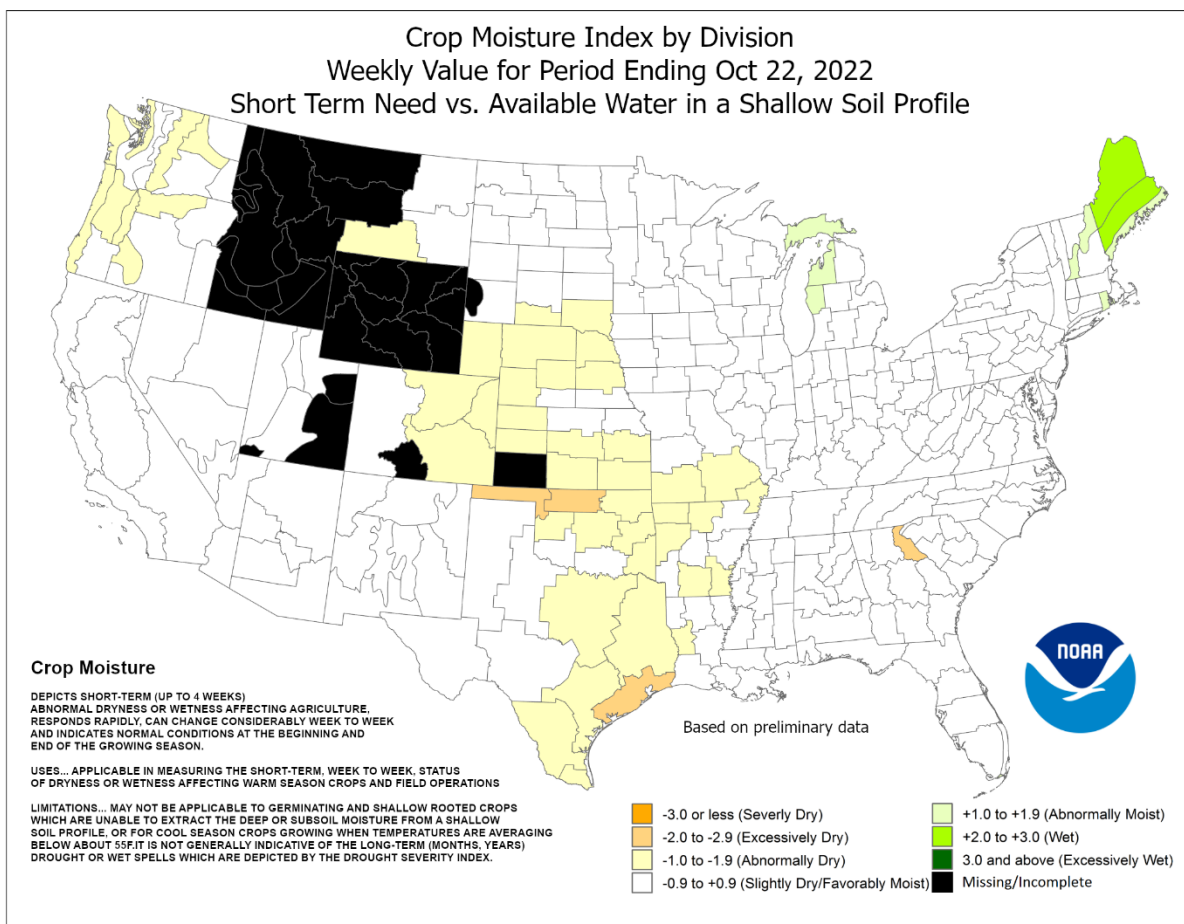 Crop Moisture Index by Division
Weekly Value for Period Ending Oct 22, 2022
Short Term Need vs. Available Water in a Shallow Soil Profile
NOAA
Crop Moisture
DEPICTS SHORT-TERM (UP TO 4 WEEKS)
ABNORMAL DRYNESS OR WETNESS AFFECTING AGRICULTURE,
RESPONDS RAPIDLY, CAN CHANGE CONSIDERABLY WEEK TO WEEK
AND INDICATES NORMAL CONDITIONS AT THE BEGINNING AND
END OF THE GROWING SEASON.
USES... APPLICABLE IN MEASURING THE SHORT-TERM, WEEK TO WEEK, STATUS
OF DRYNESS OR WETNESS AFFECTING WARM SEASON CROPS AND FIELD OPERATIONS
LIMITATIONS... MAY NOT BE APPLICABLE TO GERMINATING AND SHALLOW ROOTED CROPS
WHICH ARE UNABLE TO EXTRACT THE DEEP OR SUBSOIL MOISTURE FROM A SHALLOW
SOIL PROFILE, OR FOR COOL SEASON CROPS GROWING WHEN TEMPERATURES ARE AVERAGING
BELOW ABOUT 55F.IT IS NOT GENERALLY INDICATIVE OF THE LONG-TERM (MONTHS, YEARS)
DROUGHT OR WET SPELLS WHICH ARE DEPICTED BY THE DROUGHT SEVERITY INDEX.
Based on preliminary data
-3.0 or less (Severly Dry)
-2.0 to -2.9 (Excessively Dry)
-1.0 to -1.9 (Abnormally Dry)
-0.9 to +0.9 (Slightly Dry/Favorably Moist)
+1.0 to +1.9 (Abnormally Moist)
+2.0 to +3.0 (Wet)
3.0 and above (Excessively Wet)
Missing/Incomplete